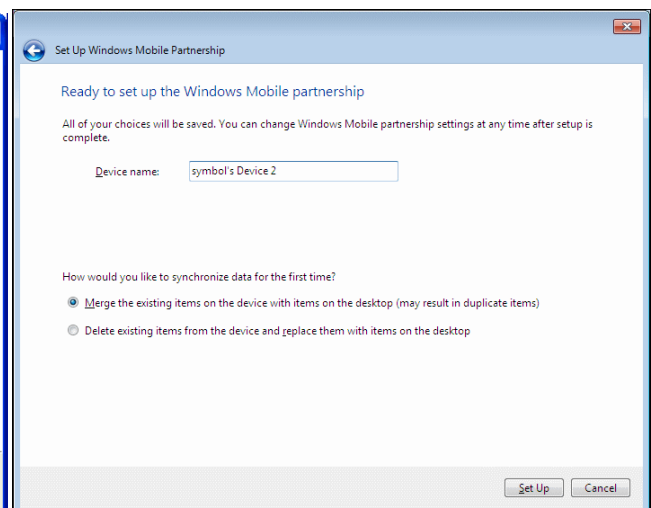 Set Up Windows Mobile Partnership
Ready to set up the Windows Mobile partnership
All of your choices will be saved. You can change Windows Mobile partnership settings at any time after setup is
complete.
Device name: symbol's Device 2
How would you like to synchronize data for the first time?
Merge the existing items on the device with items on the desktop (may result in duplicate items)
Delete existing items from the device and replace them with items on the desktop
Set Up Cancel